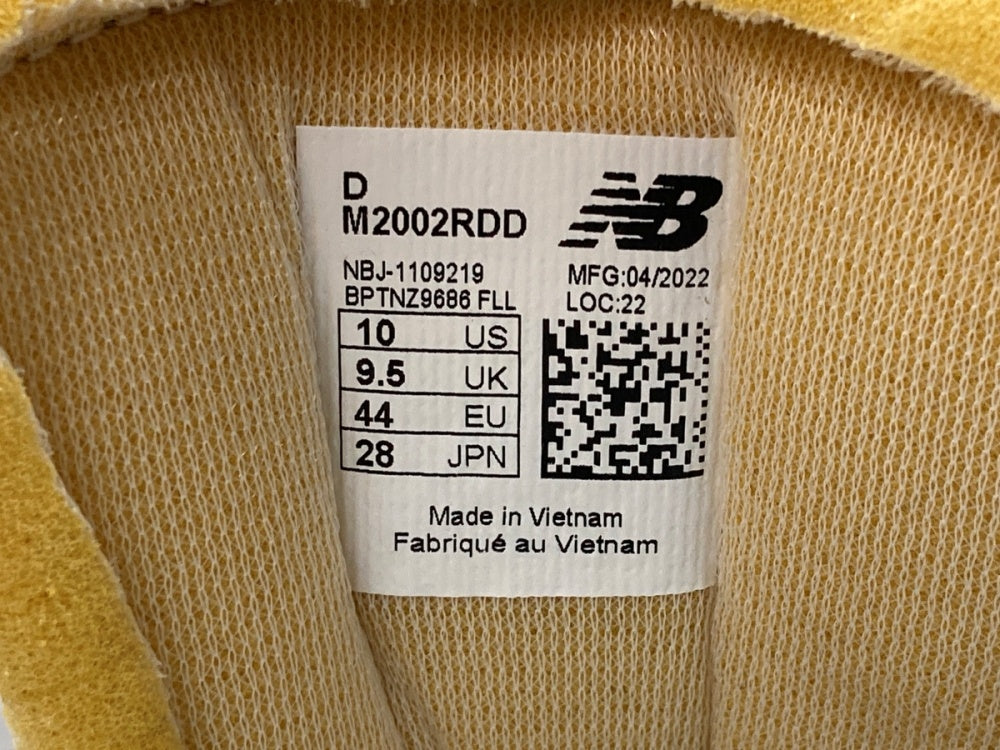 D
M2002RDD
NB
NBJ-1109219
MFG:04/2022
BPTNZ9686 FLL
LOC:22
10 US
9.5 UK
44 EU
28 JPN
Made in Vietnam
Fabriqué au Vietnam